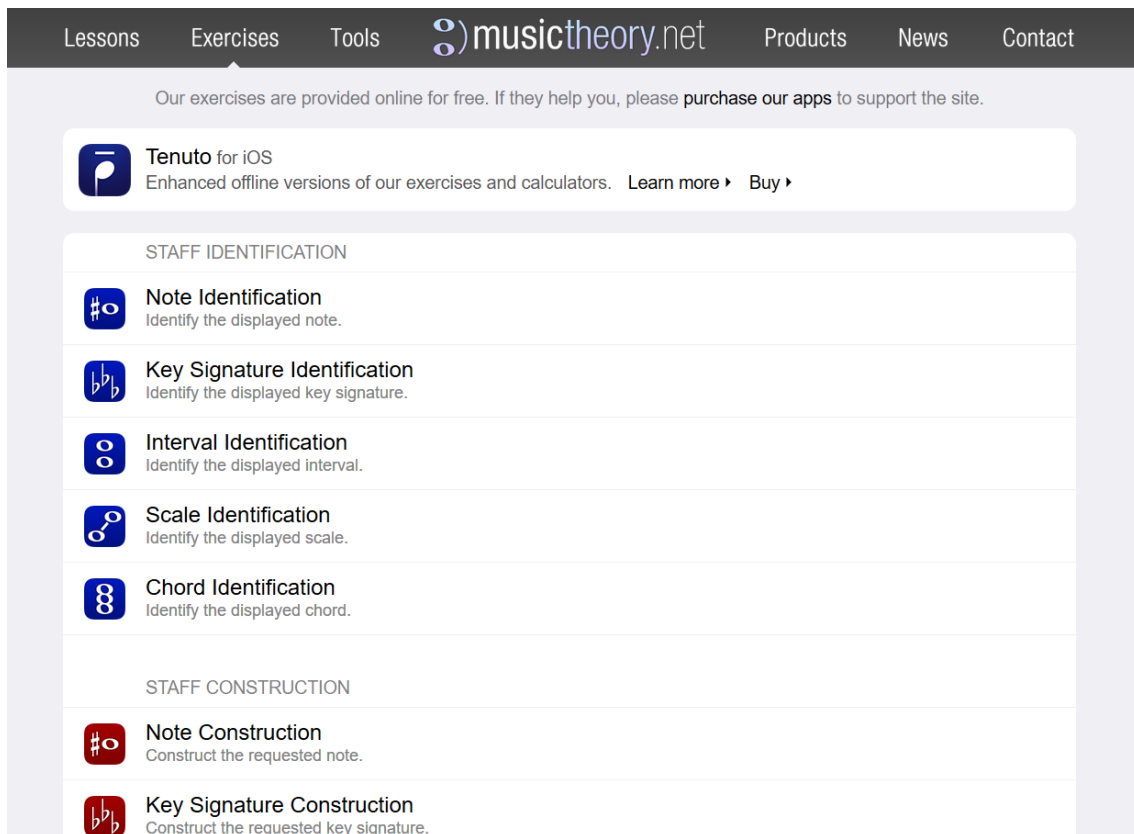 Lessons Exercises Tools musictheory.net Products News Contact
Our exercises are provided online for free. If they help you, please purchase our apps to support the site.
Tenuto for iOS
Enhanced offline versions of our exercises and calculators. Learn more Buy
STAFF IDENTIFICATION
Note Identification
Identify the displayed note.
Key Signature Identification
Identify the displayed key signature.
Interval Identification
Identify the displayed interval.
Scale Identification
Identify the displayed scale.
Chord Identification
Identify the displayed chord.
STAFF CONSTRUCTION
Note Construction
Construct the requested note.
Key Signature Construction
Construct the requested key signature.